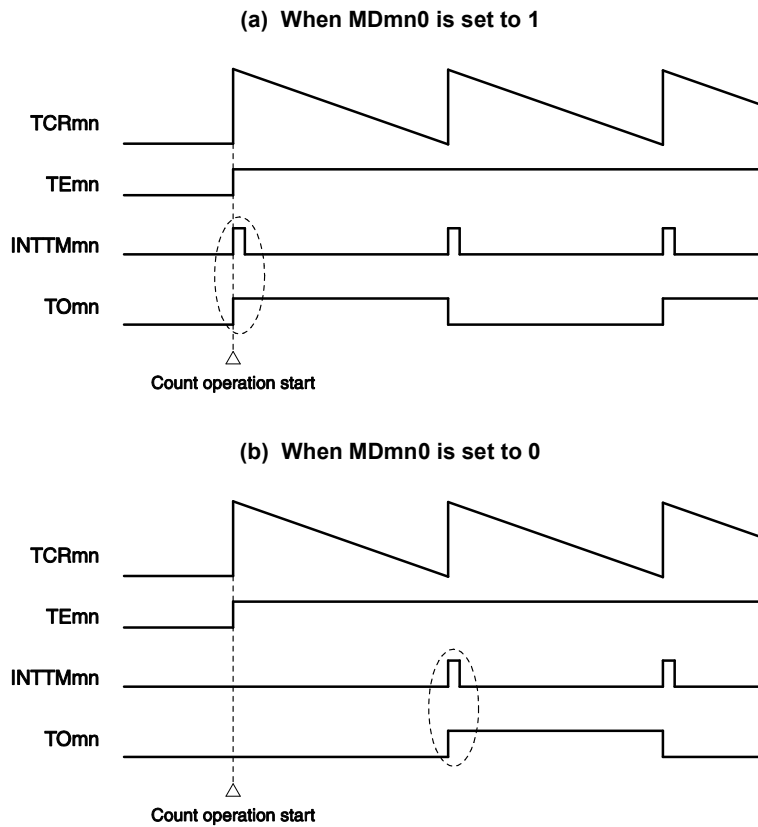 (a) When MDmn0 is set to 1
TCRmn
TEmn
INTTMmn
TOmn
Count operation start
(b) When MDmn0 is set to 0
TCRmn
TEmn
INTTMmn
TOmn
Count operation start